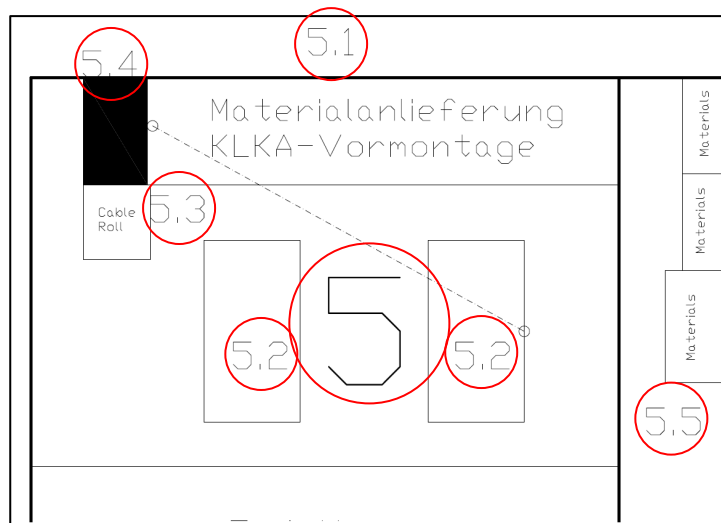 5.1
5.4
Materialanlieferung
KLKA-Vormontage
Materials
Cable
Roll
5.3
Materials
5
5.2
5.2
Materials
5.5